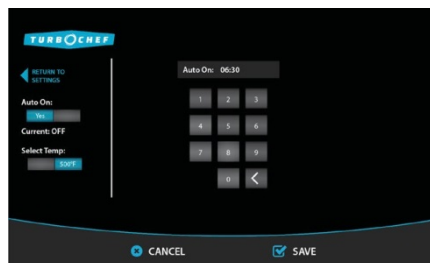 TURBOCHEF
RETURN TO
SETTINGS
Auto On: 06:30
Auto On:
Yes
Current: OFF
Select Temp:
500°F
1 2 3
4 5 6
7 8 9
0
CANCEL
SAVE